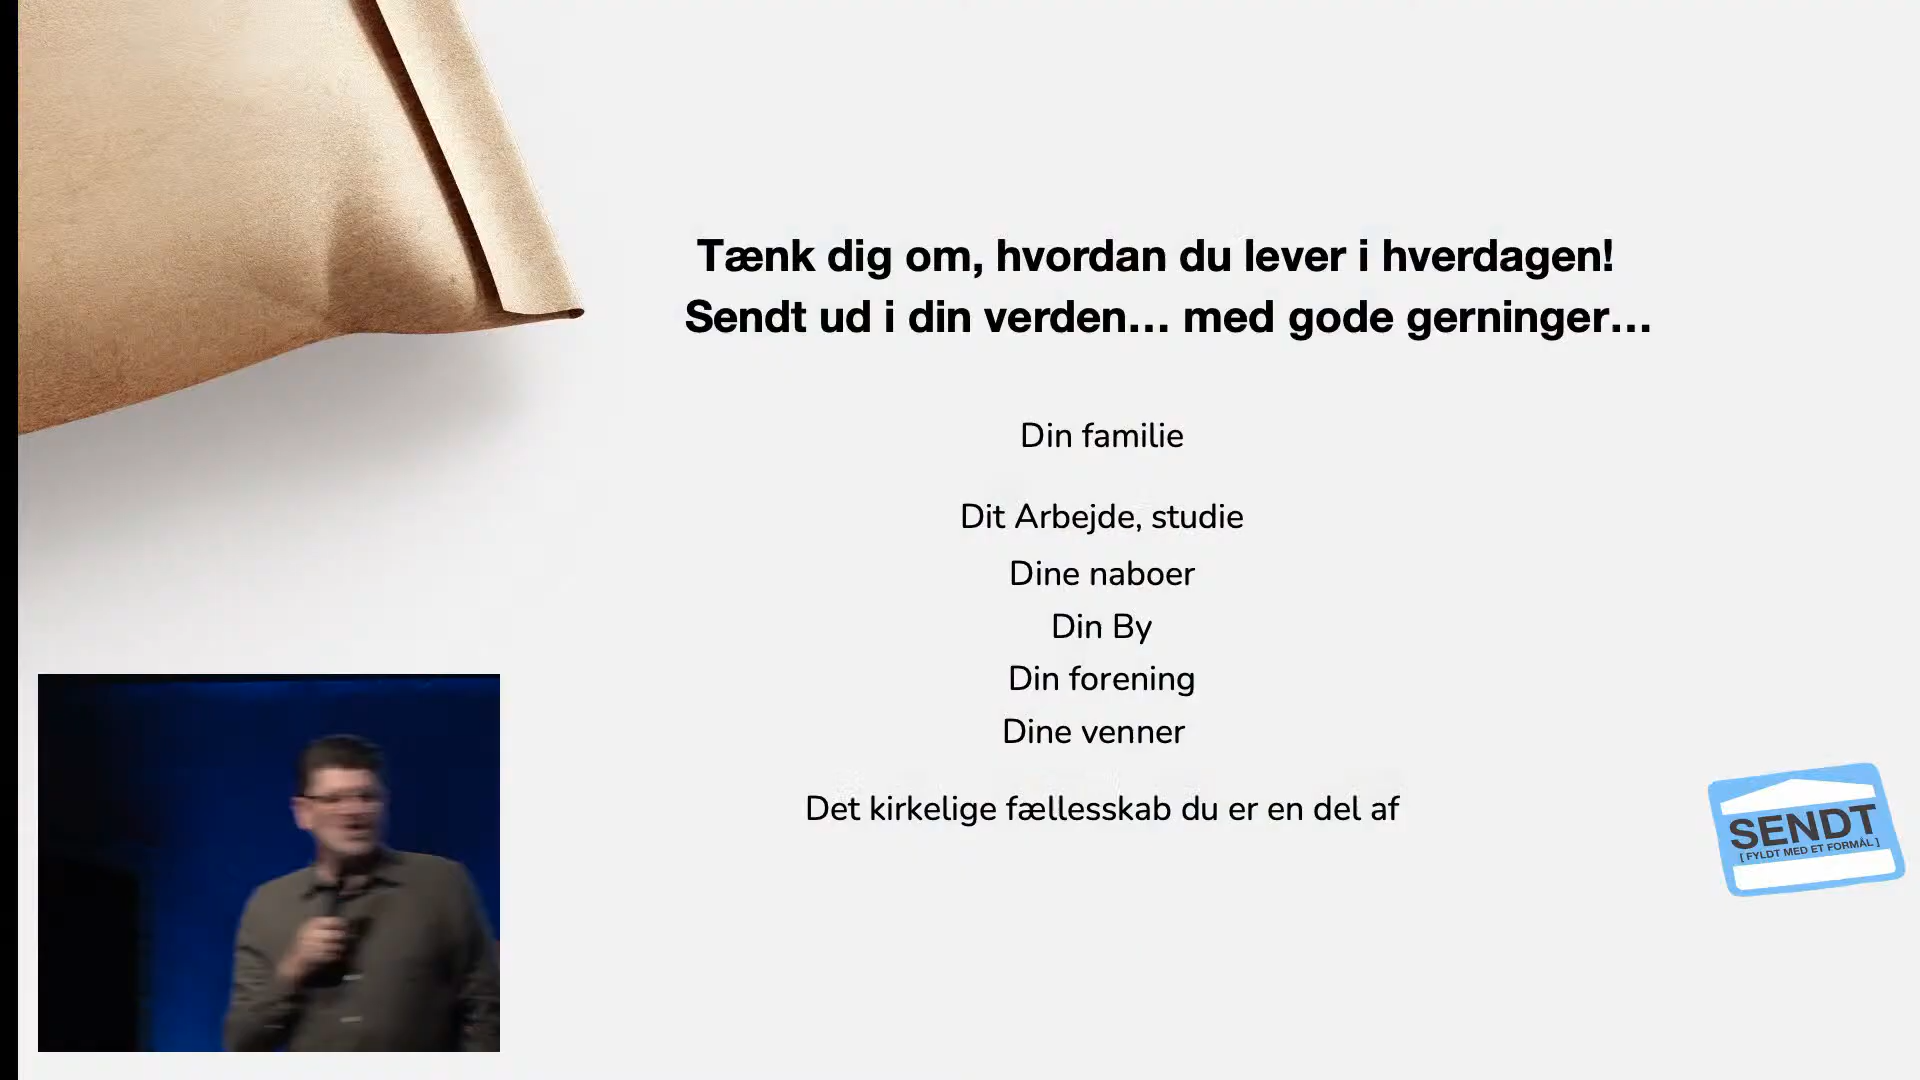 Tænk dig om, hvordan du lever i hverdagen!
Sendt ud i din verden... med gode gerninger...
Din familie
Dit Arbejde, studie
Dine naboer
Din By
Din forening
Dine venner
Det kirkelige fællesskab du er en del af
SENDT
[ FYLDT MED ET FORMÅL ]